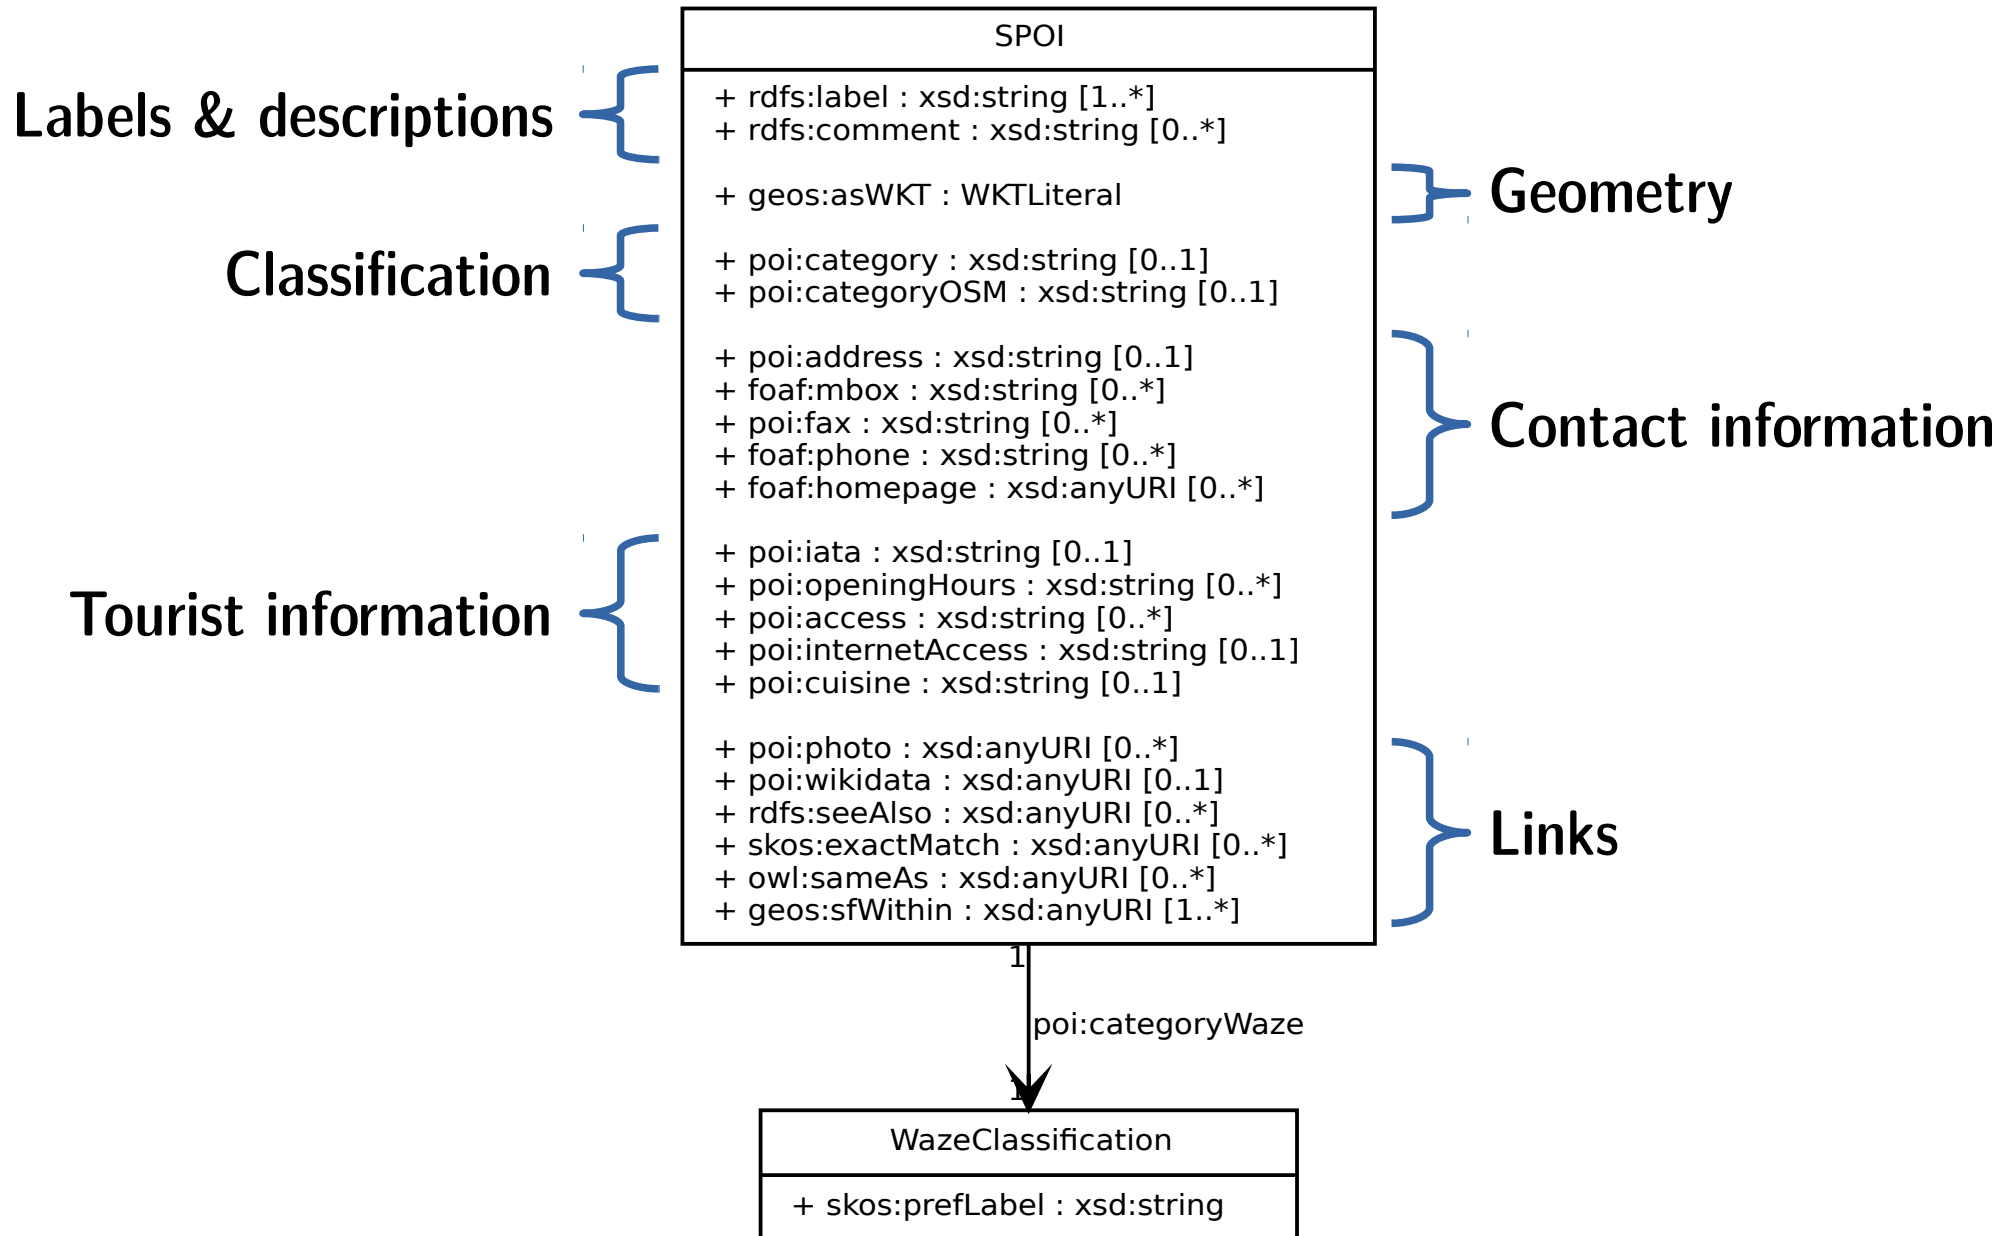 SPOI
Labels & descriptions
+ rdfs:label : xsd:string [1..*]
+ rdfs:comment : xsd:string [0..*]
+ geos:asWKT : WKTLiteral
Geometry
Classification
+ poi:category : xsd:string [0..1]
+ poi:categoryOSM : xsd:string [0..1]
+ poi:address : xsd:string [0..1]
+ foaf:mbox : xsd:string [0..*]
+ poi:fax : xsd:string [0..*]
+ foaf:phone : xsd:string [0..*]
+ foaf:homepage : xsd:anyURI [0..*]
Contact information
Tourist information
+ poi:iata : xsd:string [0..1]
+ poi:openingHours : xsd:string [0..*]
+ poi:access : xsd:string [0..*]
+ poi:internetAccess : xsd:string [0..1]
+ poi:cuisine : xsd:string [0..1]
+ poi:photo : xsd:anyURI [0..*]
+ poi:wikidata : xsd:anyURI [0..1]
+ rdfs:seeAlso : xsd:anyURI [0..*]
+ skos:exactMatch : xsd:anyURI [0..*]
+ owl:sameAs : xsd:anyURI [0..*]
+ geos:sfWithin : xsd:anyURI [1..*]
Links
1
poi:categoryWaze
1
WazeClassification
+ skos:prefLabel : xsd:string